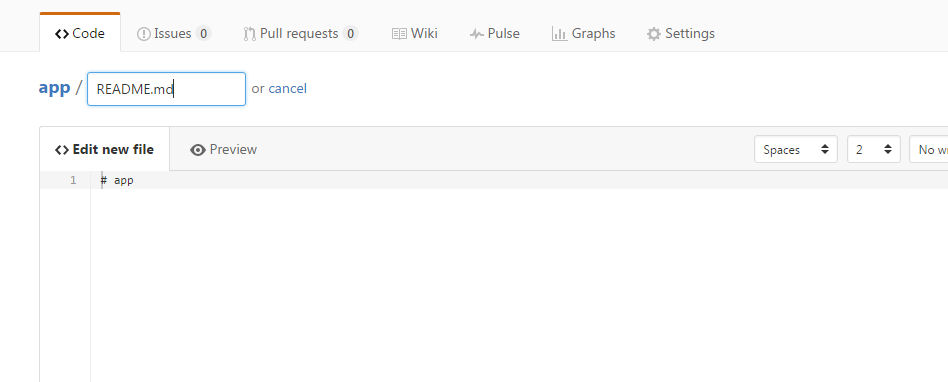 Code Issues 0 Pull requests 0 Wiki Pulse Graphs Settings
app / README.md or cancel
Edit new file Preview Spaces 2
1 # app